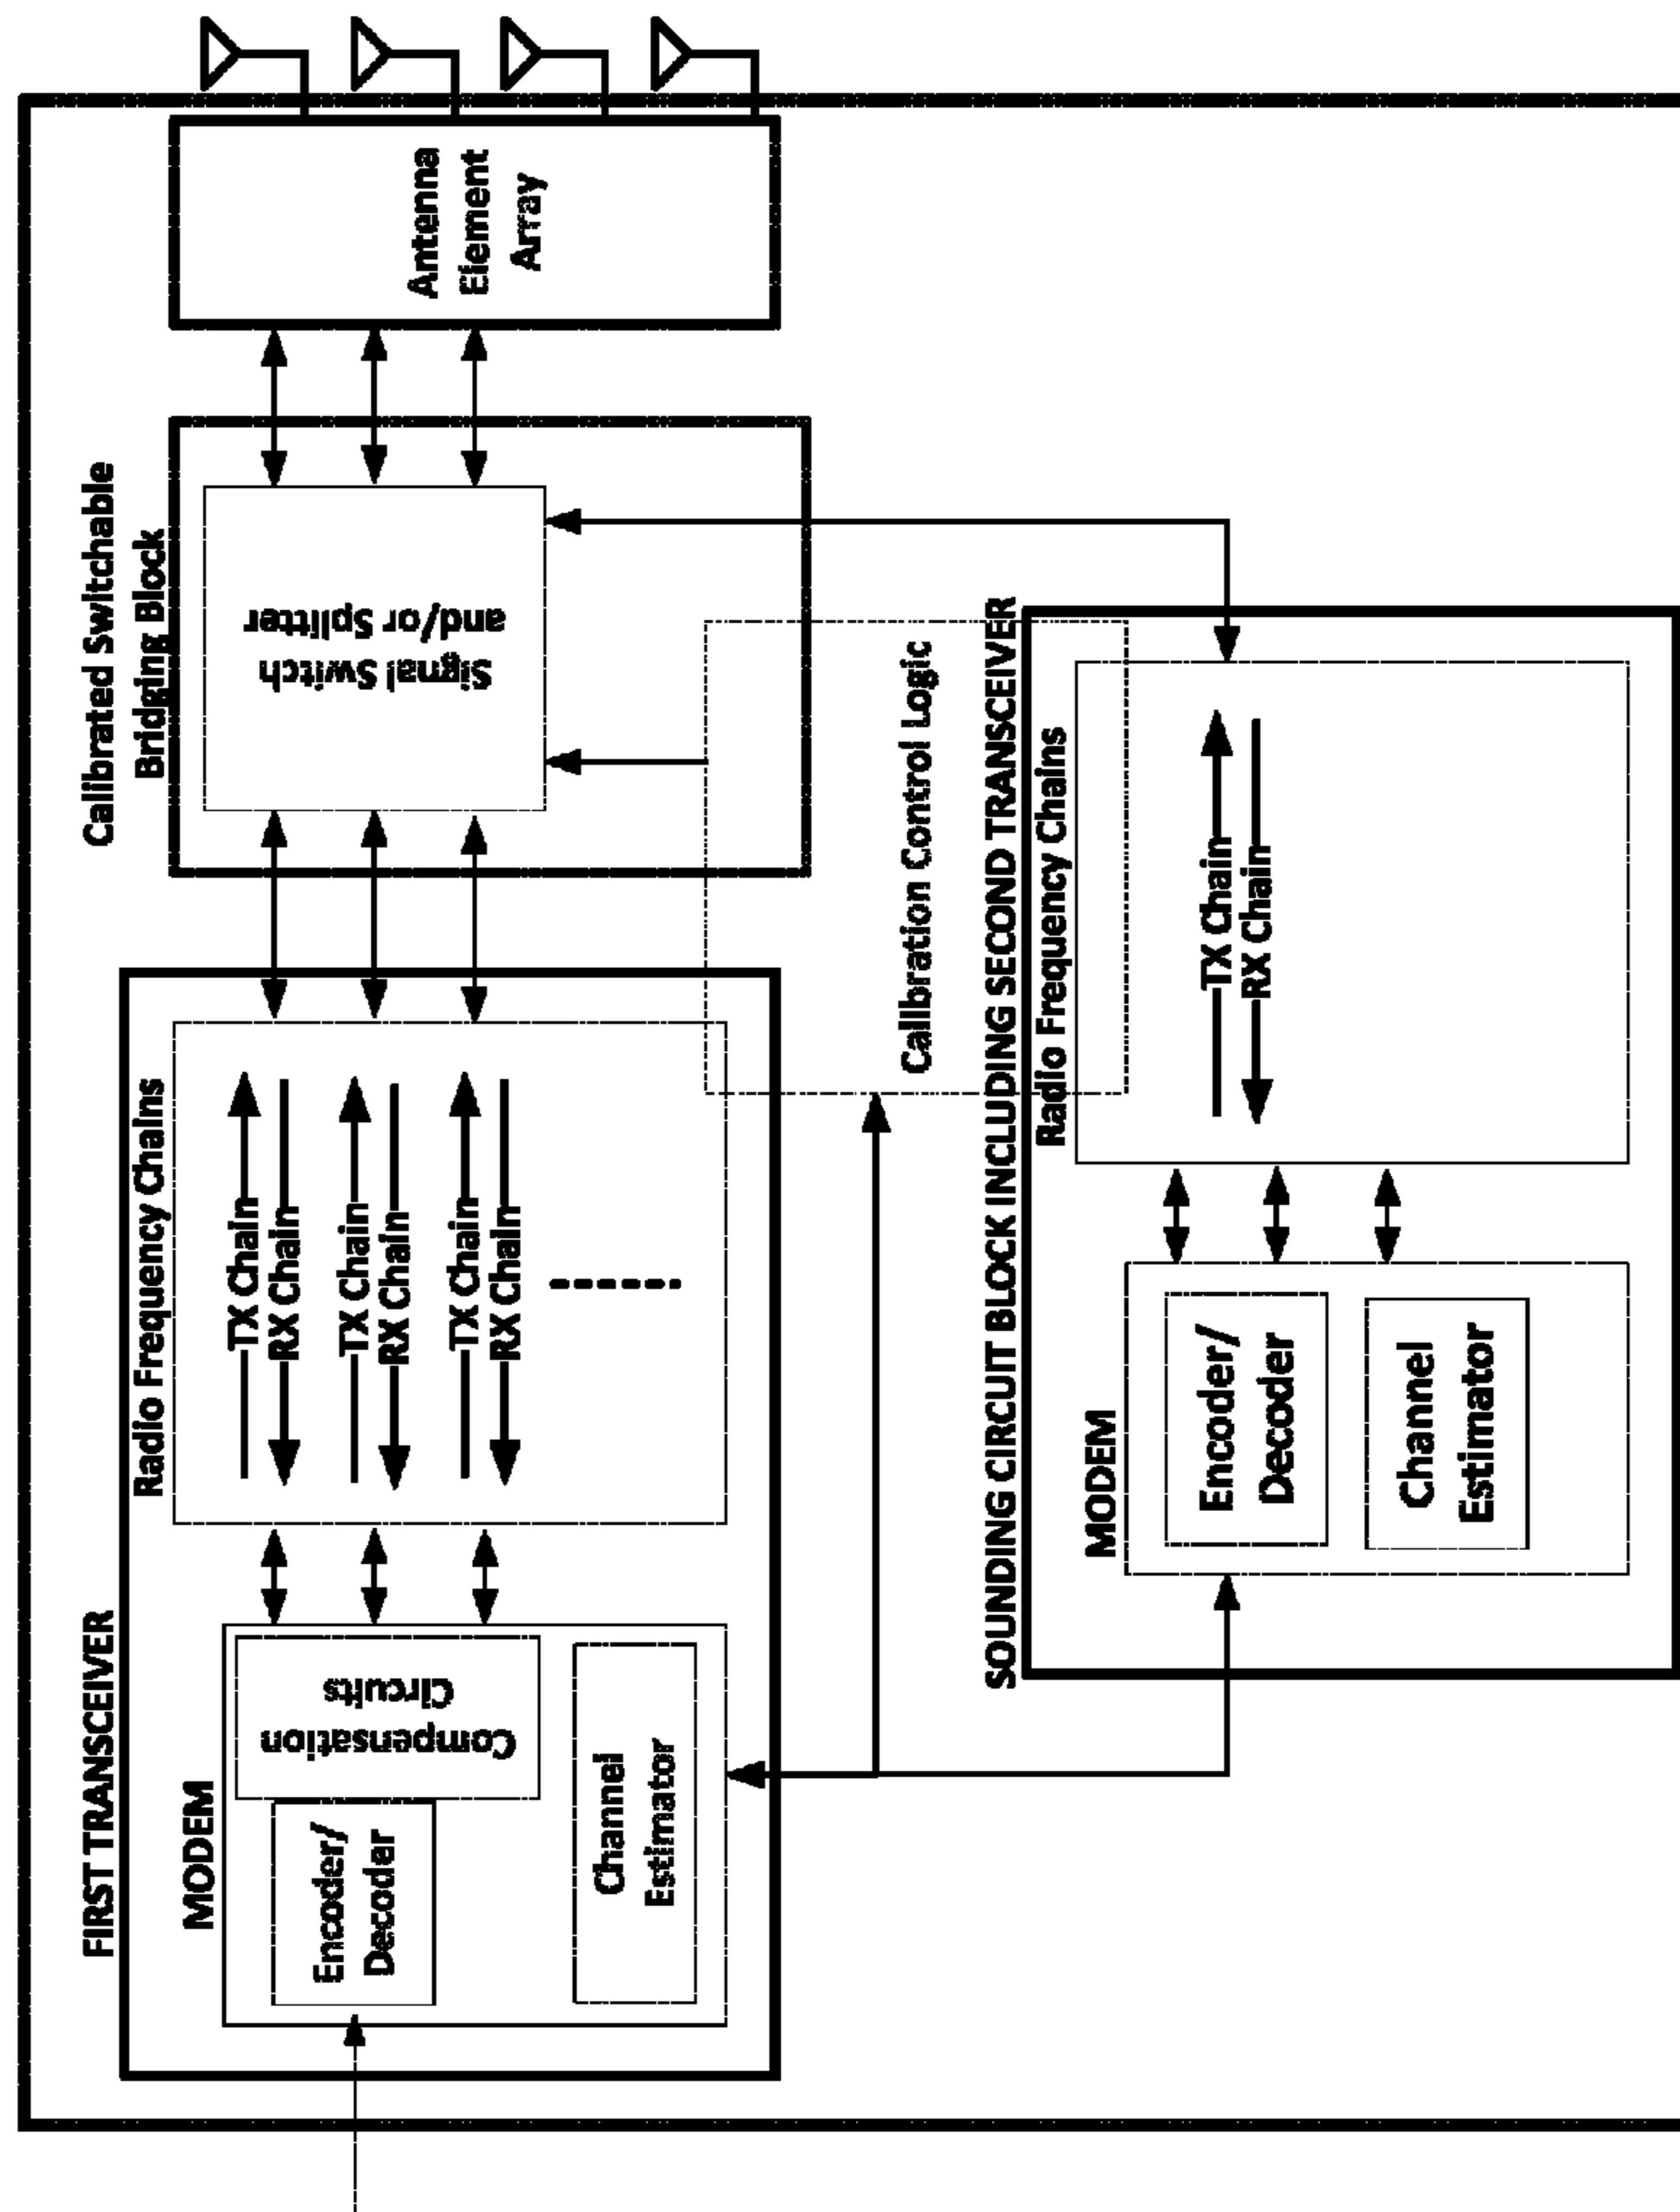 FIRST TRANSCEIVER
MODEM
Encoder/
Decoder
Compensation
Circuits
Channel
Estimator
Radio Frequency Chains
TX Chain
RX Chain
TX Chain
RX Chain
TX Chain
RX Chain
Calibrated Switchable
Bridging Block
Signal Switch
and/or Splitter
Antenna
Element
Array
Calibration Control Logic
SOUNDING CIRCUIT BLOCK INCLUDING SECOND TRANSCEIVER
MODEM
Encoder/
Decoder
Channel
Estimator
Radio Frequency Chains
TX Chain
RX Chain